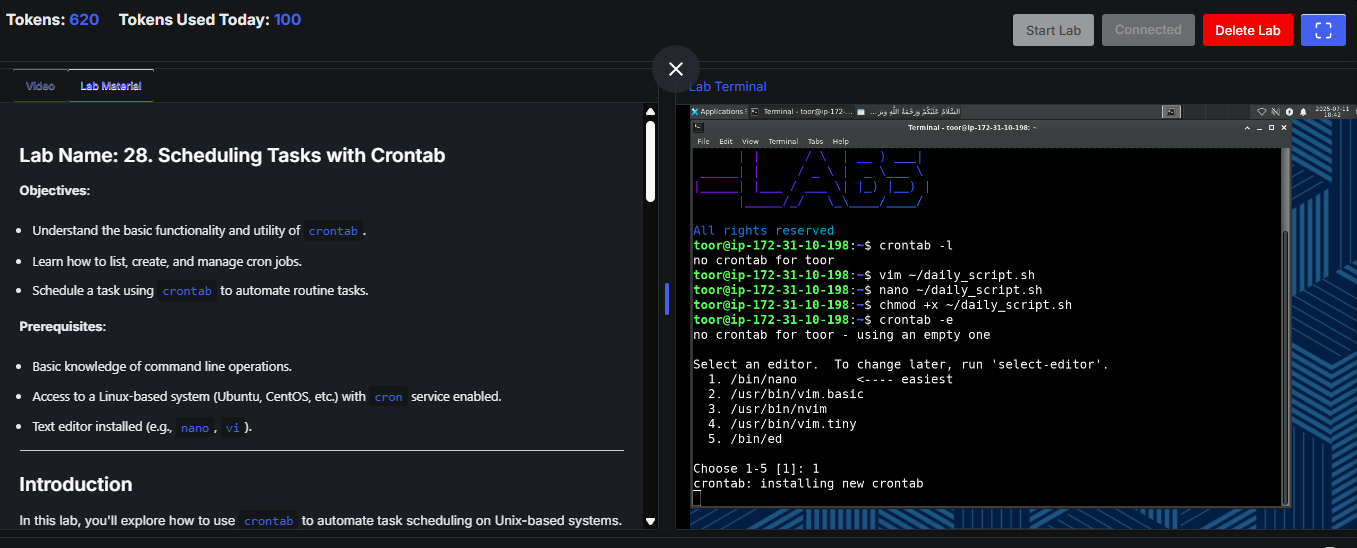 Tokens: 620 Tokens Used Today: 100
Start Lab
Connected
Delete Lab
Video
Lab Material
Lab Name: 28. Scheduling Tasks with Crontab
Objectives:
• Understand the basic functionality and utility of crontab .
• Learn how to list, create, and manage cron jobs.
• Schedule a task using crontab to automate routine tasks.
Prerequisites:
• Basic knowledge of command line operations.
• Access to a Linux-based system (Ubuntu, CentOS, etc.) with cron service enabled.
• Text editor installed (e.g., nano , vi ).
Introduction
In this lab, you'll explore how to use crontab to automate task scheduling on Unix-based systems.
Lab Terminal
Applications
Terminal - toor@ip-172-...
السَّلَامُ عَلَيْكُمْ وَرَحْمَةُ اللَّهِ وَبَرَ...
2025-07-11
18:42
Terminal - toor@ip-172-31-10-198: ~
File Edit View Terminal Tabs Help
LABS
All rights reserved
toor@ip-172-31-10-198:~$ crontab -l
no crontab for toor
toor@ip-172-31-10-198:~$ vim ~/daily_script.sh
toor@ip-172-31-10-198:~$ nano ~/daily_script.sh
toor@ip-172-31-10-198:~$ chmod +x ~/daily_script.sh
toor@ip-172-31-10-198:~$ crontab -e
no crontab for toor - using an empty one
Select an editor. To change later, run 'select-editor'.
1. /bin/nano <---- easiest
2. /usr/bin/vim.basic
3. /usr/bin/nvim
4. /usr/bin/vim.tiny
5. /bin/ed
Choose 1-5 [1]: 1
crontab: installing new crontab